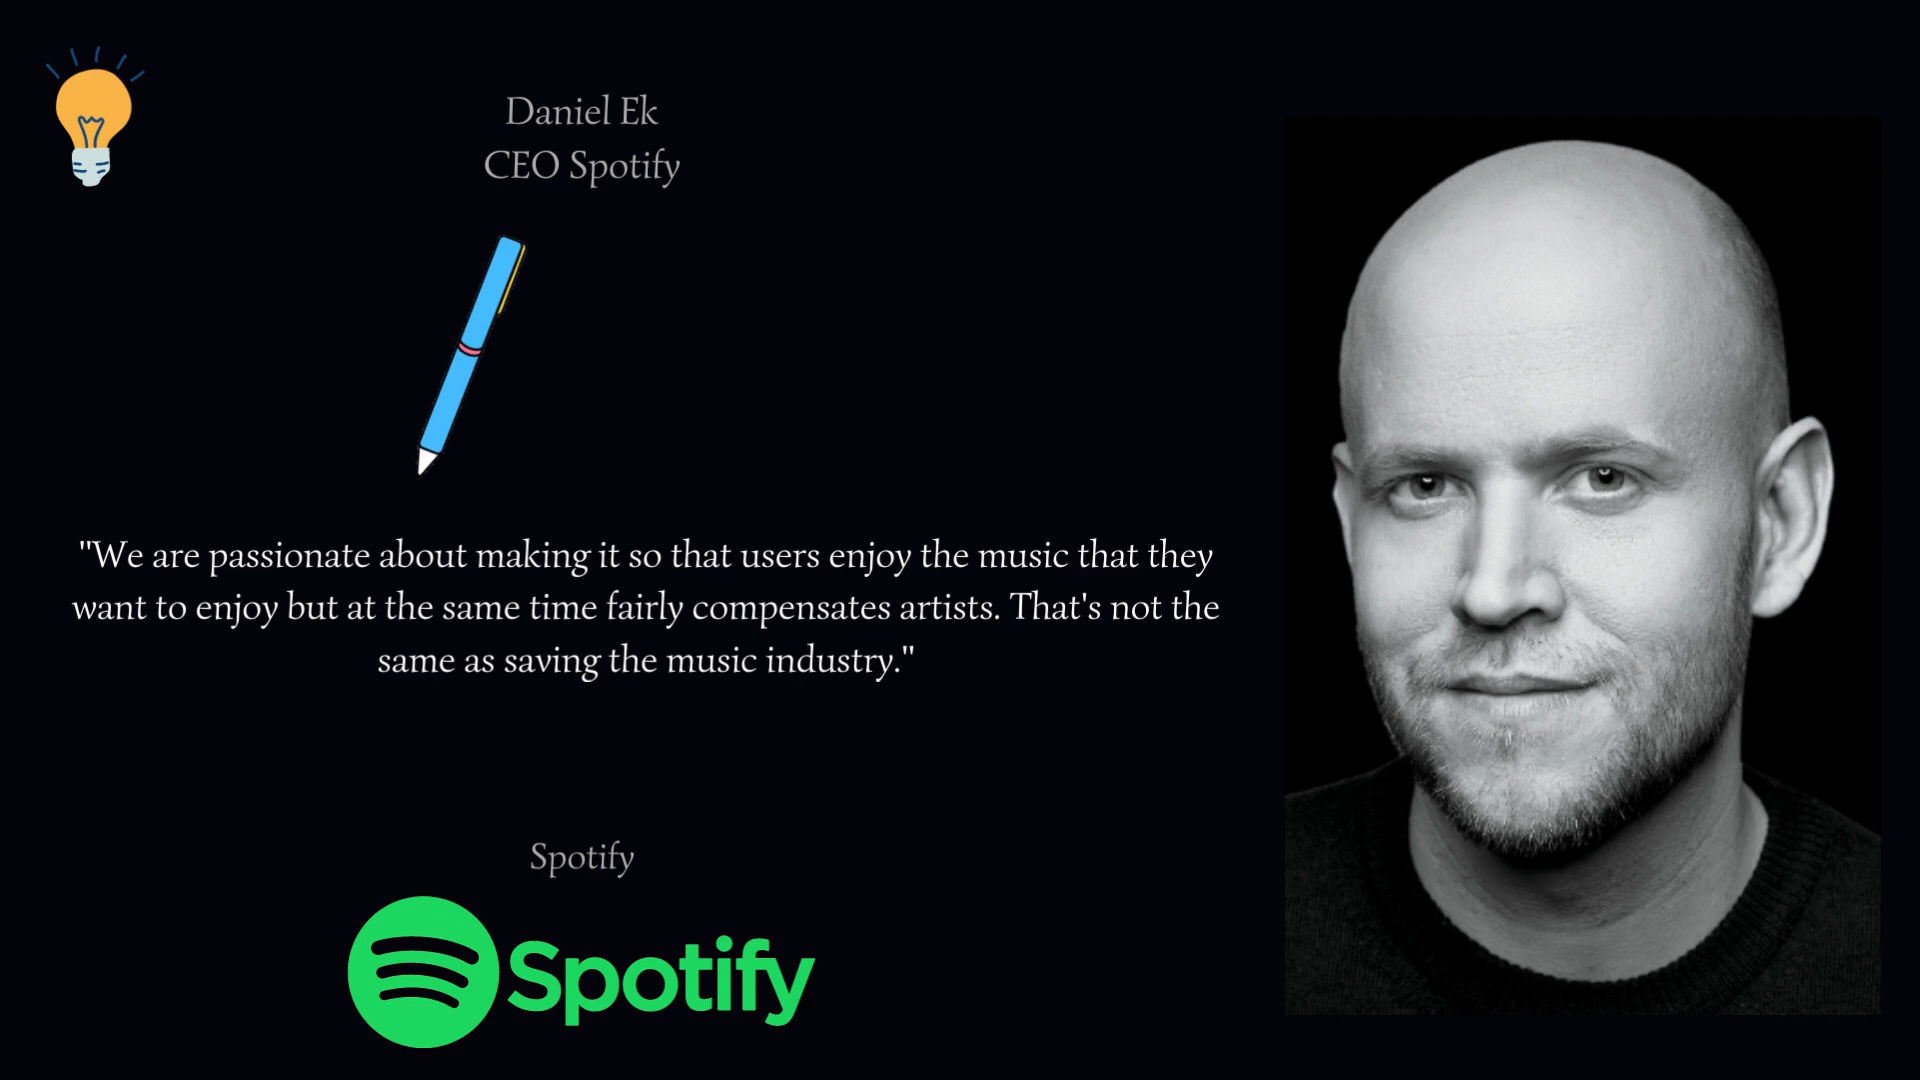 Daniel Ek
CEO Spotify
"We are passionate about making it so that users enjoy the music that they
want to enjoy but at the same time fairly compensates artists. That's not the
same as saving the music industry."
Spotify
Spotify